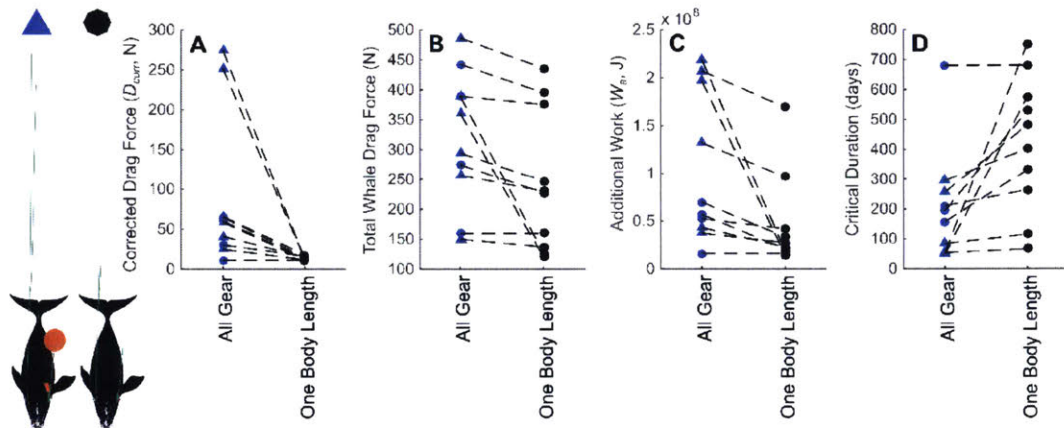 A
Corrected Drag Force (D_curr, N)
300
250
200
150
100
50
0
All Gear
One Body Length
B
Total Whale Drag Force (N)
500
450
400
350
300
250
200
150
100
All Gear
One Body Length
C
Additional Work (W_a, J)
2.5 x 10^8
2
1.5
1
0.5
0
All Gear
One Body Length
D
Critical Duration (days)
800
700
600
500
400
300
200
100
0
All Gear
One Body Length